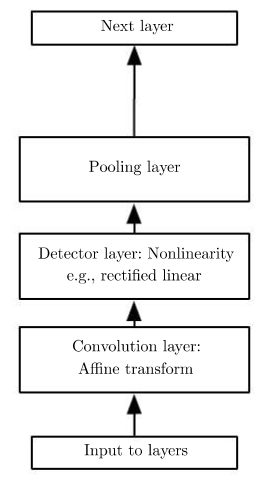 Next layer
Pooling layer
Detector layer: Nonlinearity
e.g., rectified linear
Convolution layer:
Affine transform
Input to layers